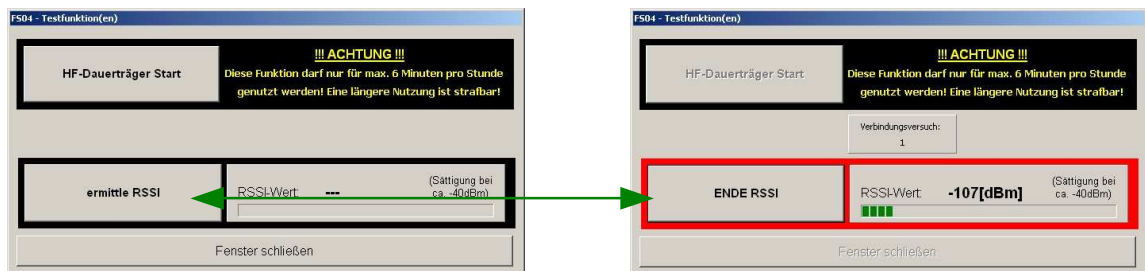 FS04 - Testfunktion(en)
HF-Dauerträger Start
!!! ACHTUNG !!!
Diese Funktion darf nur für max. 6 Minuten pro Stunde
genutzt werden! Eine längere Nutzung ist strafbar!
ermittle RSSI
RSSI-Wert: ---
(Sättigung bei
ca. -40dBm)
Fenster schließen
FS04 - Testfunktion(en)
HF-Dauerträger Start
!!! ACHTUNG !!!
Diese Funktion darf nur für max. 6 Minuten pro Stunde
genutzt werden! Eine längere Nutzung ist strafbar!
Verbindungsversuch:
1
ENDE RSSI
RSSI-Wert: -107[dBm]
(Sättigung bei
ca. -40dBm)
Fenster schließen